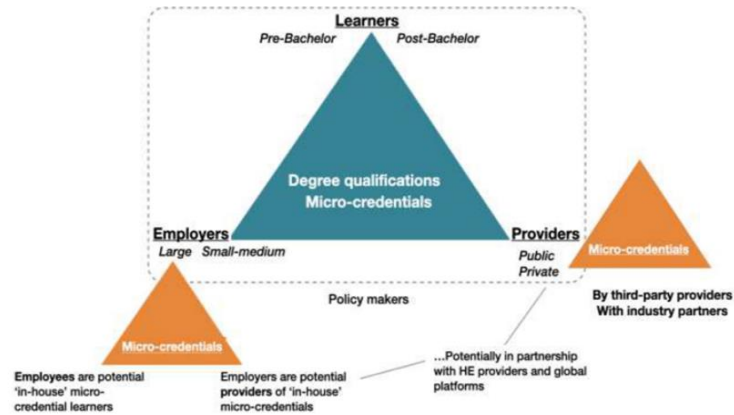 Learners
Pre-Bachelor Post-Bachelor
Degree qualifications
Micro-credentials
Employers
Large Small-medium
Providers
Public
Private
Micro-credentials
By third-party providers
With industry partners
Policy makers
Micro-credentials
Employees are potential
'in-house' micro-
credential learners
Employers are potential
providers of 'in-house'
micro-credentials
...Potentially in partnership
with HE providers and global
platforms